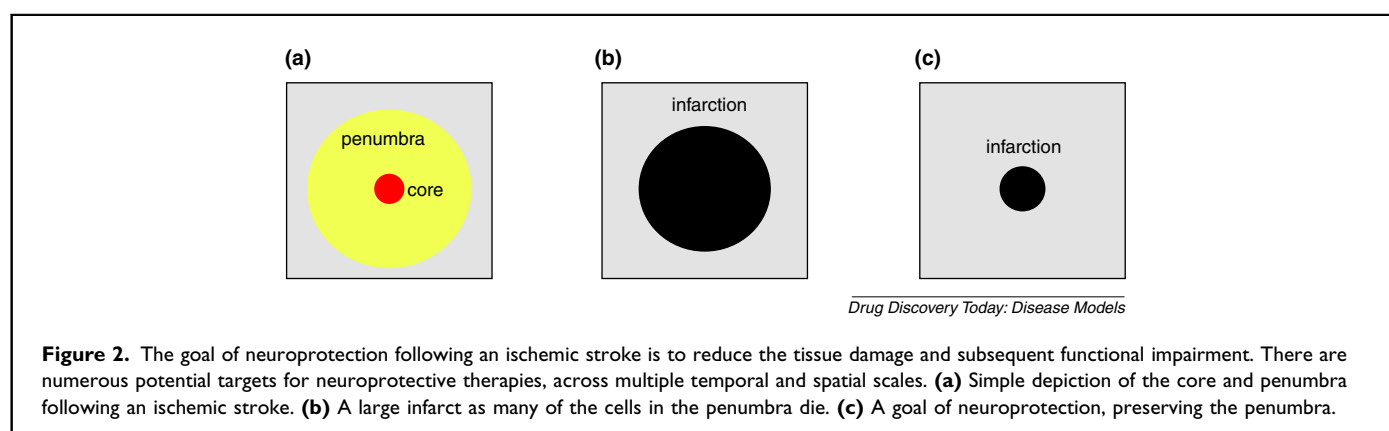 (a)
(b)
(c)
penumbra
core
infarction
infarction
Drug Discovery Today: Disease Models
Figure 2. The goal of neuroprotection following an ischemic stroke is to reduce the tissue damage and subsequent functional impairment. There are
numerous potential targets for neuroprotective therapies, across multiple temporal and spatial scales. (a) Simple depiction of the core and penumbra
following an ischemic stroke. (b) A large infarct as many of the cells in the penumbra die. (c) A goal of neuroprotection, preserving the penumbra.